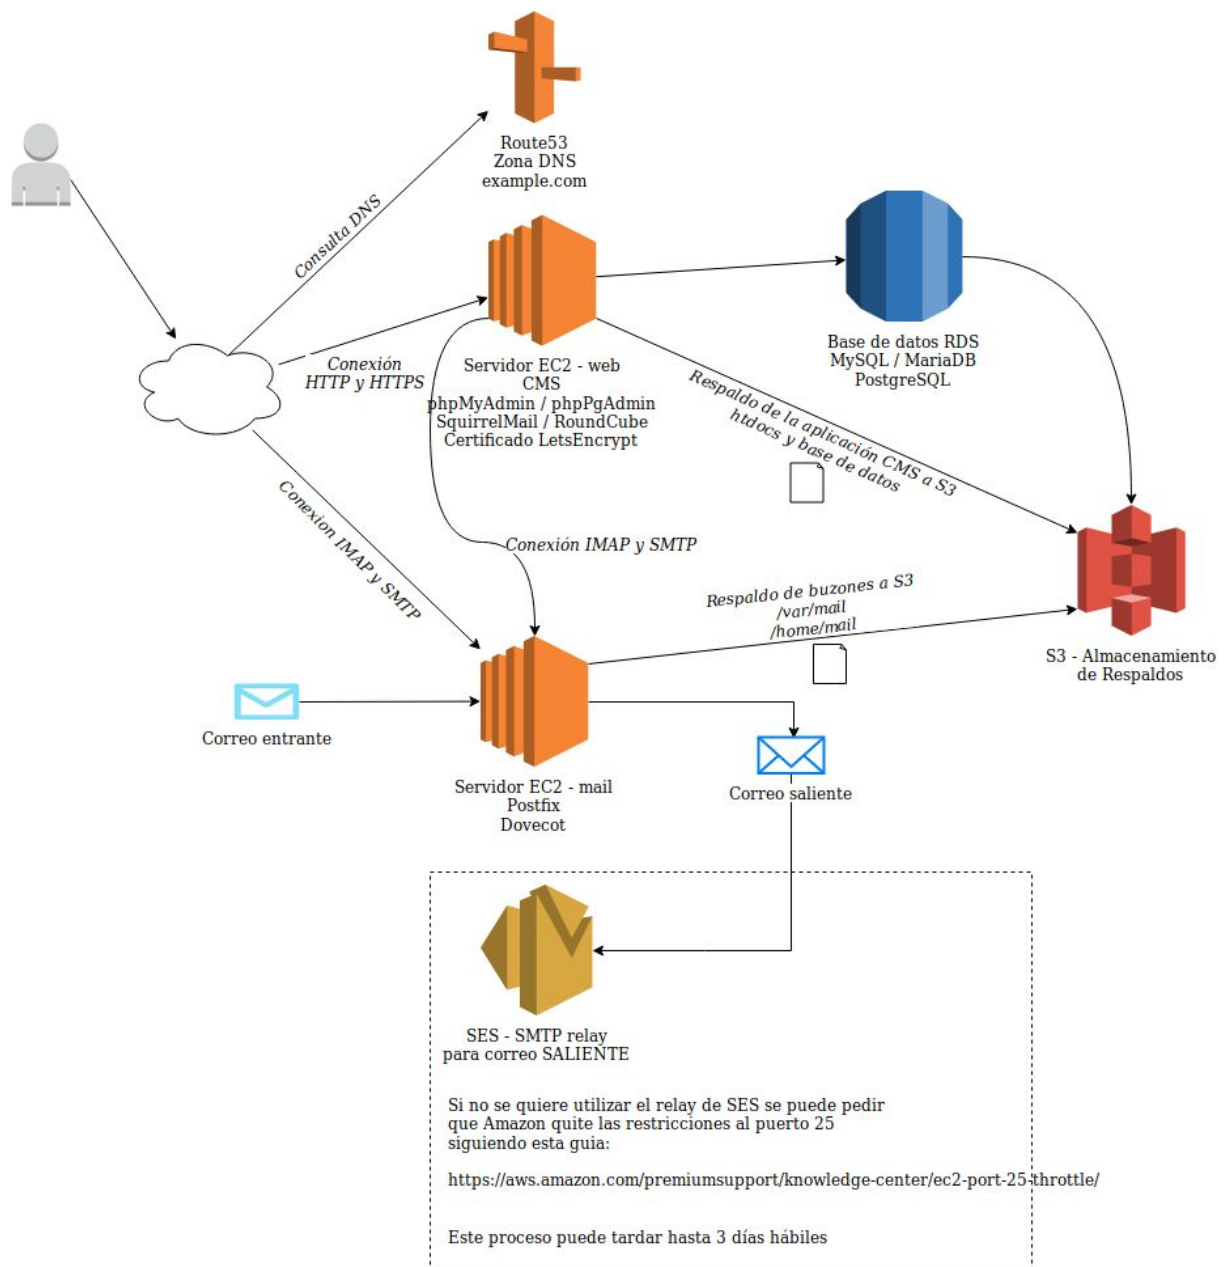 Route53
Zona DNS
example.com
Consulta DNS
Conexión
HTTP y HTTPS
Servidor EC2 - web
CMS
phpMyAdmin / phpPgAdmin
SquirrelMail / RoundCube
Certificado LetsEncrypt
Base de datos RDS
MySQL / MariaDB
PostgreSQL
Respaldo de la aplicación CMS a S3
htdocs y base de datos
Conexion IMAP y SMTP
Conexión IMAP y SMTP
Respaldo de buzones a S3
/var/mail
/home/mail
S3 - Almacenamiento
de Respaldos
Correo entrante
Servidor EC2 - mail
Postfix
Dovecot
Correo saliente
SES - SMTP relay
para correo SALIENTE
Si no se quiere utilizar el relay de SES se puede pedir
que Amazon quite las restricciones al puerto 25
siguiendo esta guia:
https://aws.amazon.com/premiumsupport/knowledge-center/ec2-port-25-throttle/
Este proceso puede tardar hasta 3 días hábiles